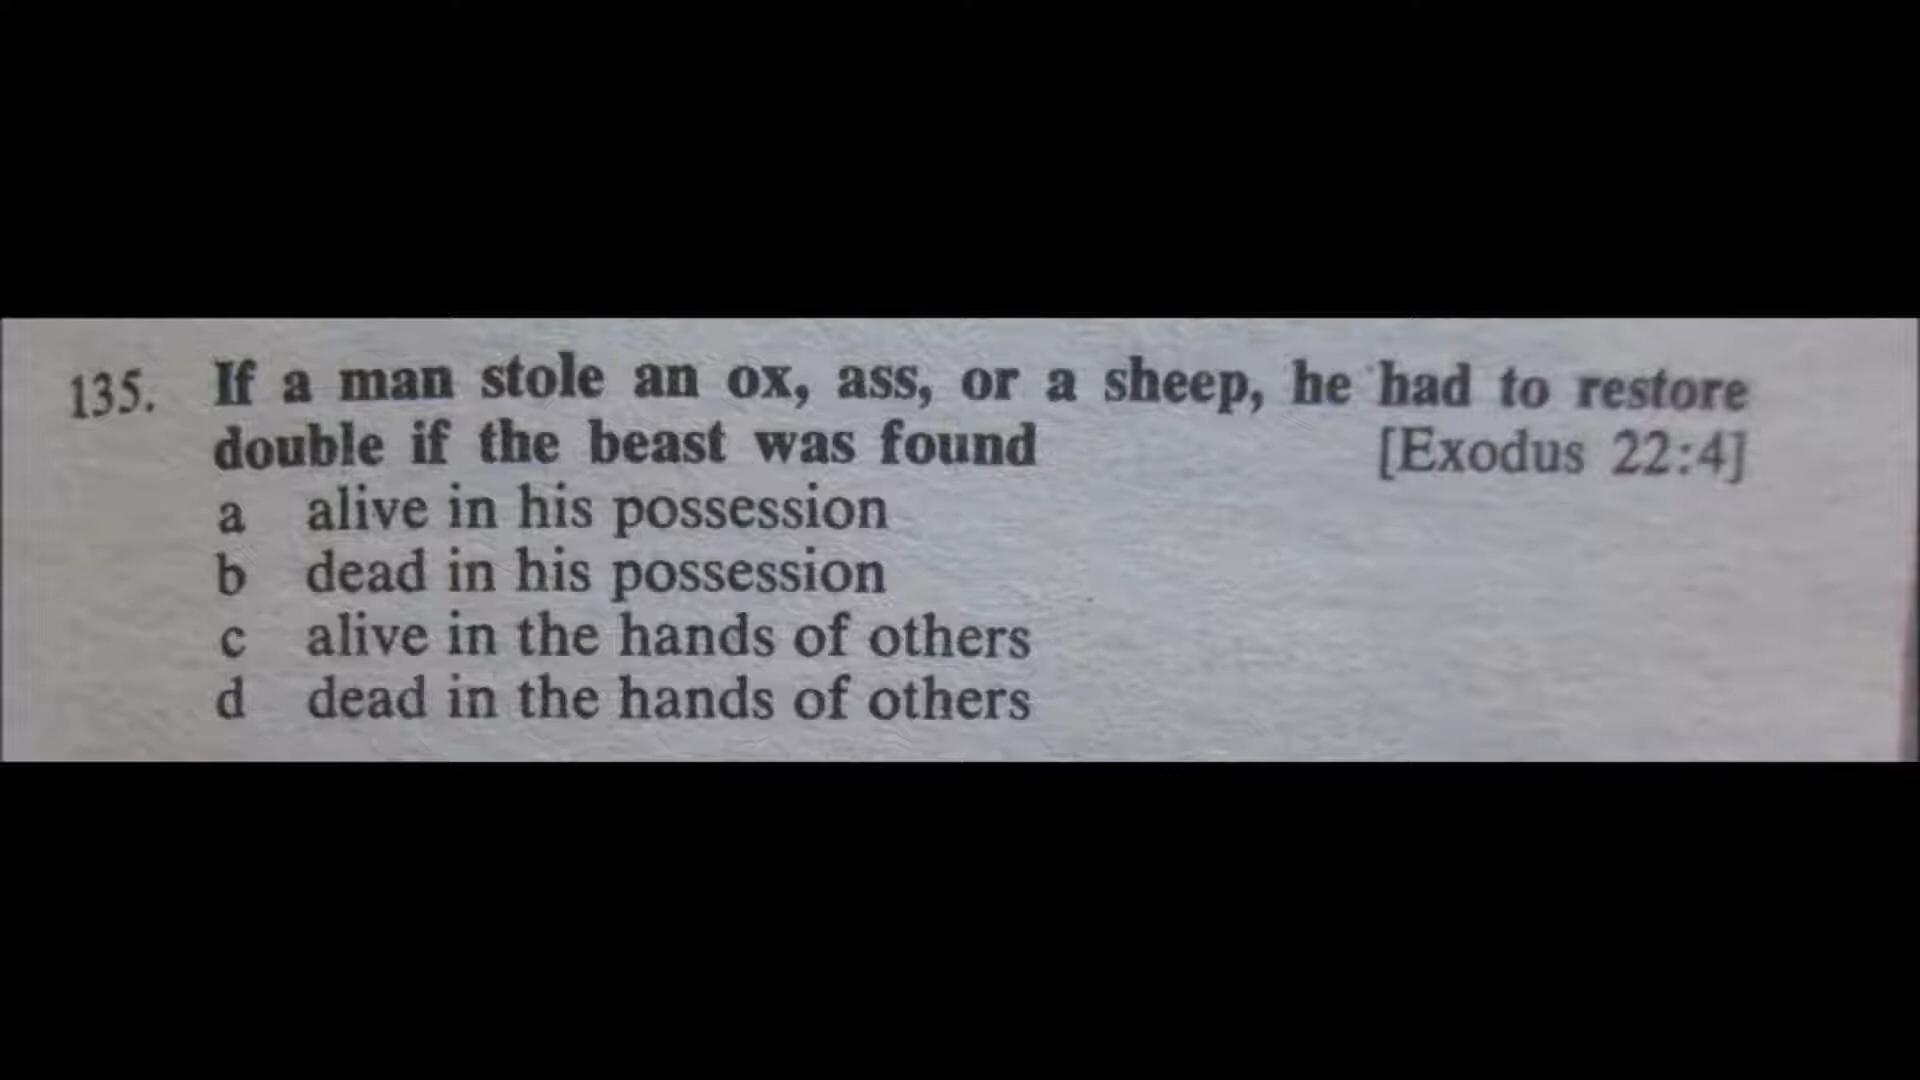 135. If a man stole an ox, ass, or a sheep, he had to restore
double if the beast was found [Exodus 22:4]
a alive in his possession
b dead in his possession
c alive in the hands of others
d dead in the hands of others